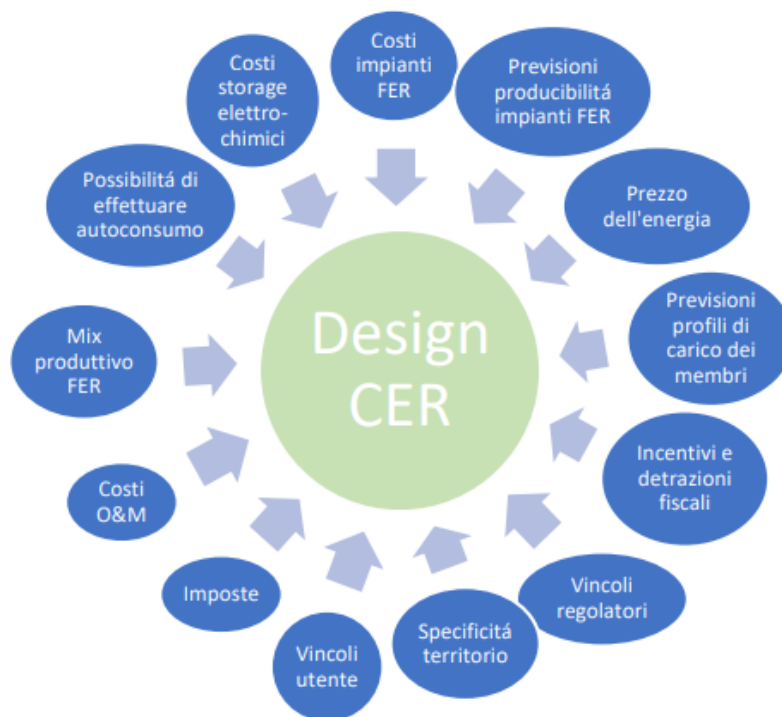 Costi
impianti
FER
Previsioni
producibilitá
impianti FER
Prezzo
dell'energia
Previsioni
profili di
carico dei
membri
Incentivi e
detrazioni
fiscali
Vincoli
regolatori
Specificitá
territorio
Vincoli
utente
Imposte
Costi
O&M
Mix
produttivo
FER
Possibilitá di
effettuare
autoconsumo
Costi
storage
elettro-
chimici
Design
CER